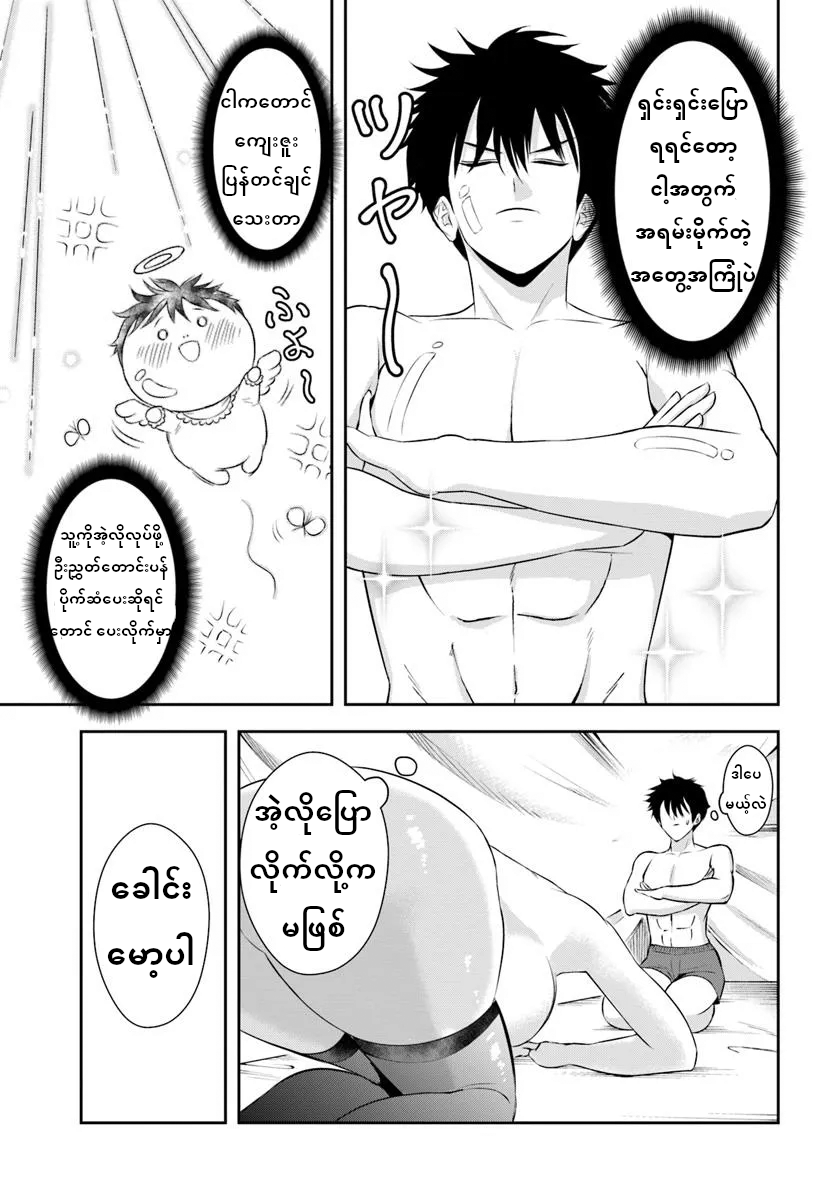 ရှင်းရှင်းပြော
ရရင်တော့
ငါ့အတွက်
အရမ်းမိုက်တဲ့
အတွေ့အကြုံပဲ
ツヤ〜
ငါကတောင်
ကျေးဇူး
ပြန်တင်ချင်
သေးတာ
ふよ〜
သူ့ကိုအဲ့လိုလုပ်ဖို့
ဦးညွှတ်တောင်းပန်
ပိုက်ဆံပေးဆိုရင်
တောင် ပေးလိုက်မှာ
ဒါပေ
မယ့်လဲ
အဲ့လိုပြော
လိုက်လို့က
မဖြစ်
ခေါင်း
မော့ပါ